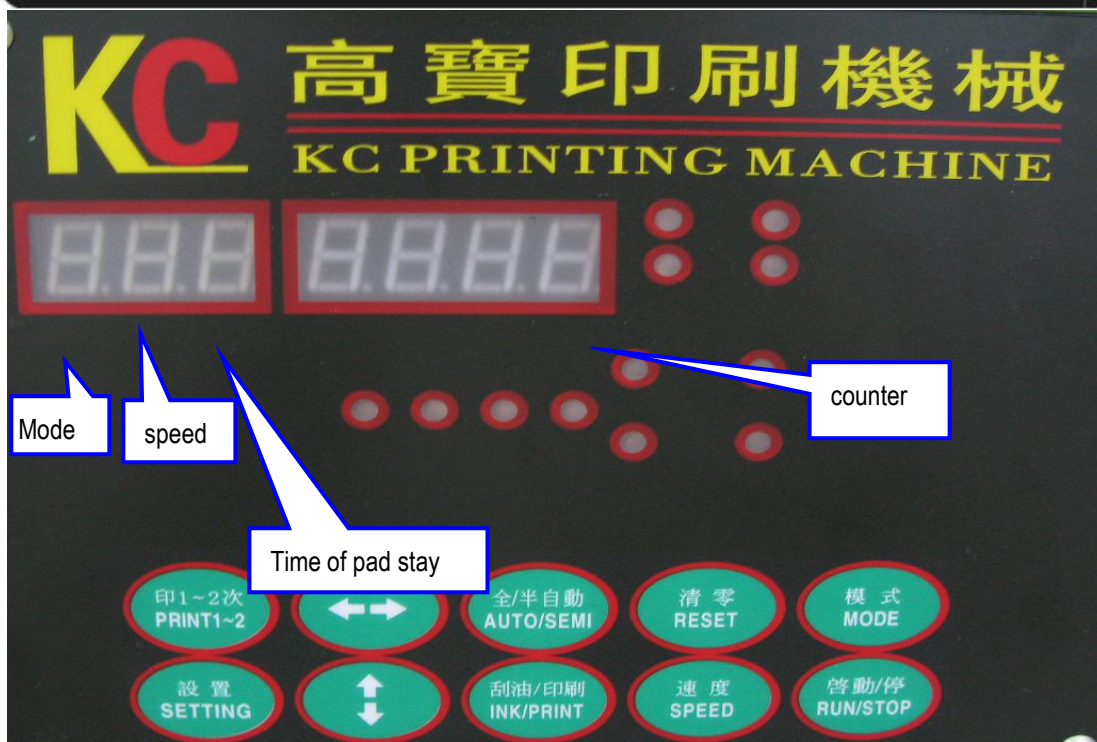 KC
高寶印刷機械
KC PRINTING MACHINE
Mode
speed
counter
Time of pad stay
印1~2次
PRINT1~2
全/半自動
AUTO/SEMI
清零
RESET
模式
MODE
設置
SETTING
刮油/印刷
INK/PRINT
速度
SPEED
啓動/停
RUN/STOP